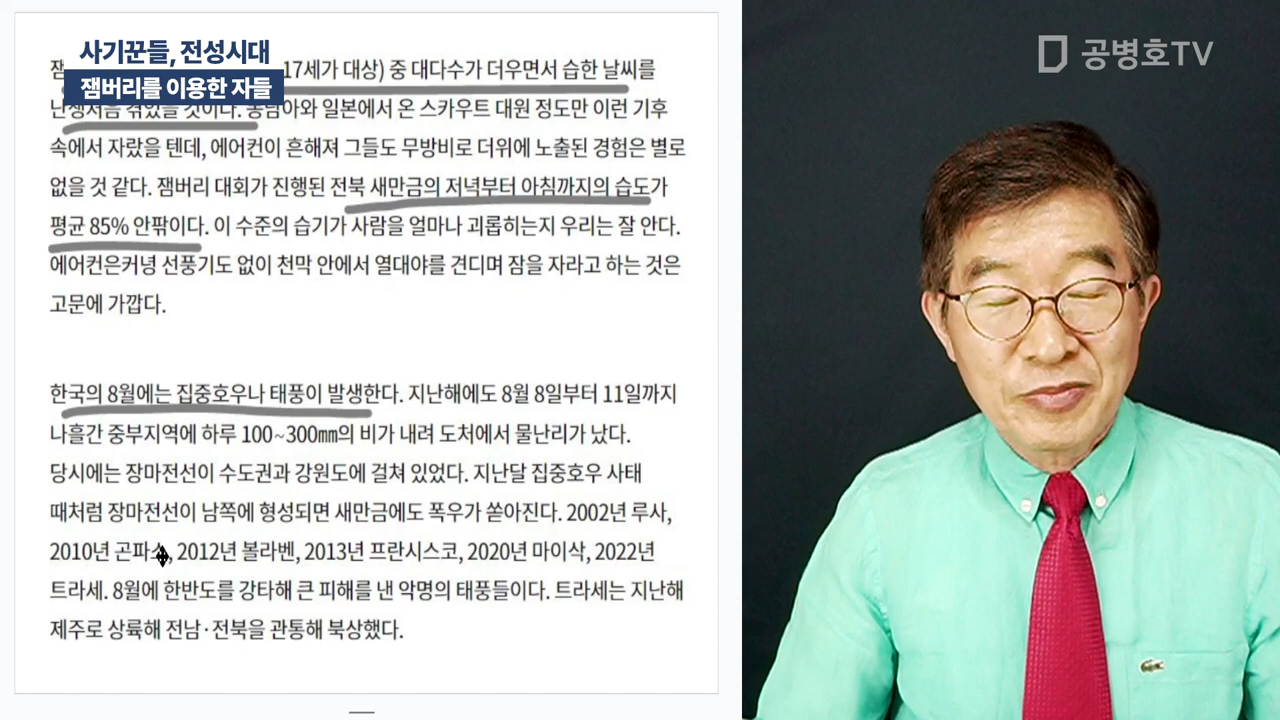 사기꾼들, 전성시대
잼버리를 이용한 자들
공병호TV
잼 17세가 대상) 중 대다수가 더우면서 습한 날씨를
난생처음 겪었을 것이다. 동남아와 일본에서 온 스카우트 대원 정도만 이런 기후
속에서 자랐을 텐데, 에어컨이 흔해져 그들도 무방비로 더위에 노출된 경험은 별로
없을 것 같다. 잼버리 대회가 진행된 전북 새만금의 저녁부터 아침까지의 습도가
평균 85% 안팎이다. 이 수준의 습기가 사람을 얼마나 괴롭히는지 우리는 잘 안다.
에어컨은커녕 선풍기도 없이 천막 안에서 열대야를 견디며 잠을 자라고 하는 것은
고문에 가깝다.
한국의 8월에는 집중호우나 태풍이 발생한다. 지난해에도 8월 8일부터 11일까지
나흘간 중부지역에 하루 100~300㎜의 비가 내려 도처에서 물난리가 났다.
당시에는 장마전선이 수도권과 강원도에 걸쳐 있었다. 지난달 집중호우 사태
때처럼 장마전선이 남쪽에 형성되면 새만금에도 폭우가 쏟아진다. 2002년 루사,
2010년 곤파스, 2012년 볼라벤, 2013년 프란시스코, 2020년 마이삭, 2022년
트라세. 8월에 한반도를 강타해 큰 피해를 낸 악명의 태풍들이다. 트라세는 지난해
제주로 상륙해 전남·전북을 관통해 북상했다.